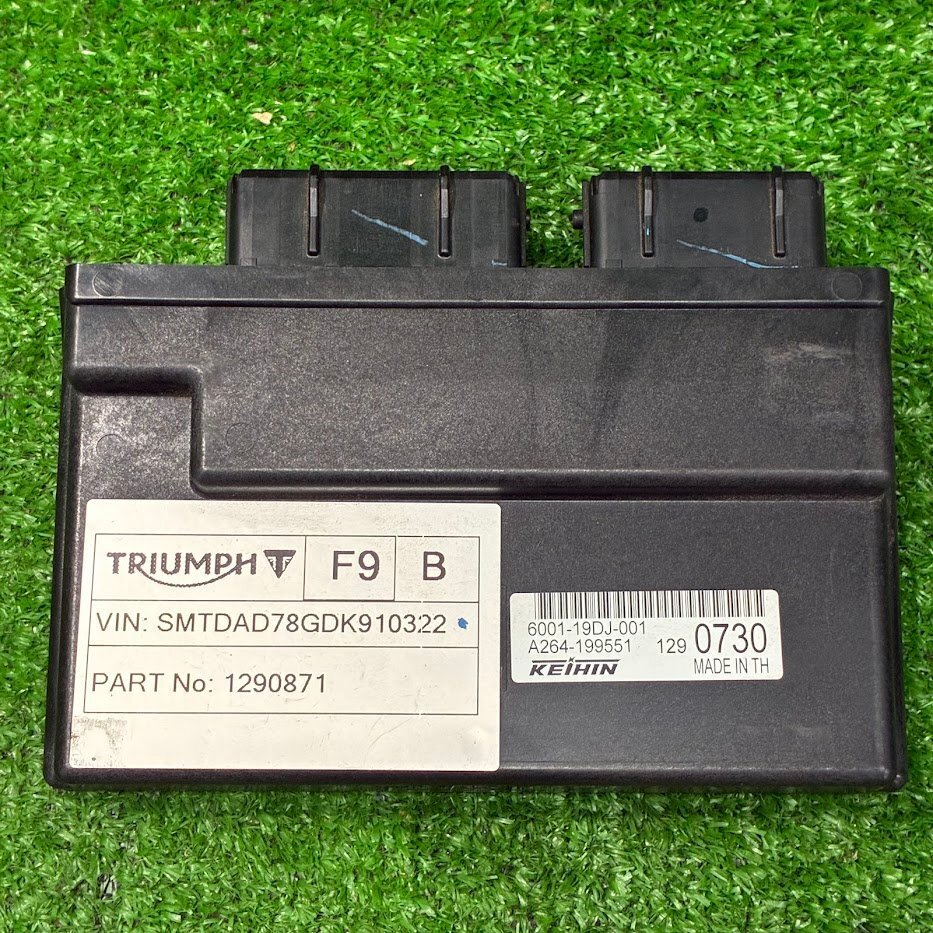 TRIUMPH F9 B
VIN: SMTDAD78GDK910322
PART No: 1290871
6001-19DJ-001
A264-199551 129 0730
KEIHIN MADE IN TH